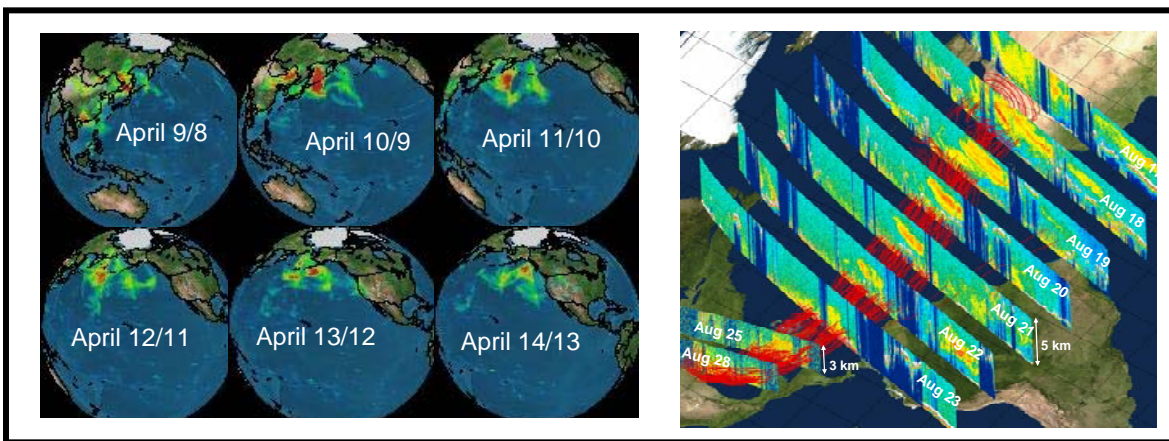 April 9/8
April 10/9
April 11/10
April 12/11
April 13/12
April 14/13
Aug 18
Aug 19
Aug 20
Aug 21
Aug 22
Aug 23
Aug 25
Aug 28
5 km
3 km